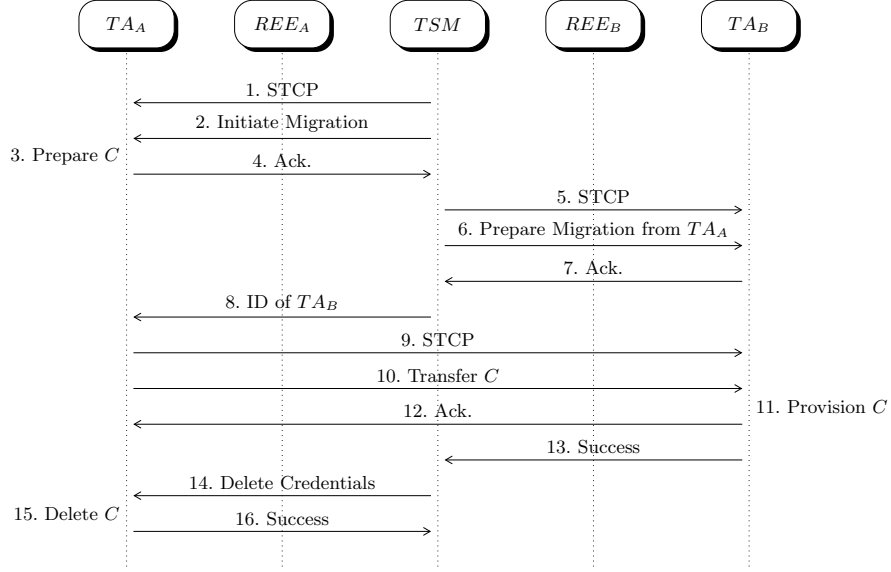 TA_A REE_A TSM REE_B TA_B
1. STCP
2. Initiate Migration
3. Prepare C
4. Ack.
5. STCP
6. Prepare Migration from TA_A
7. Ack.
8. ID of TA_B
9. STCP
10. Transfer C
11. Provision C
12. Ack.
13. Success
14. Delete Credentials
15. Delete C
16. Success